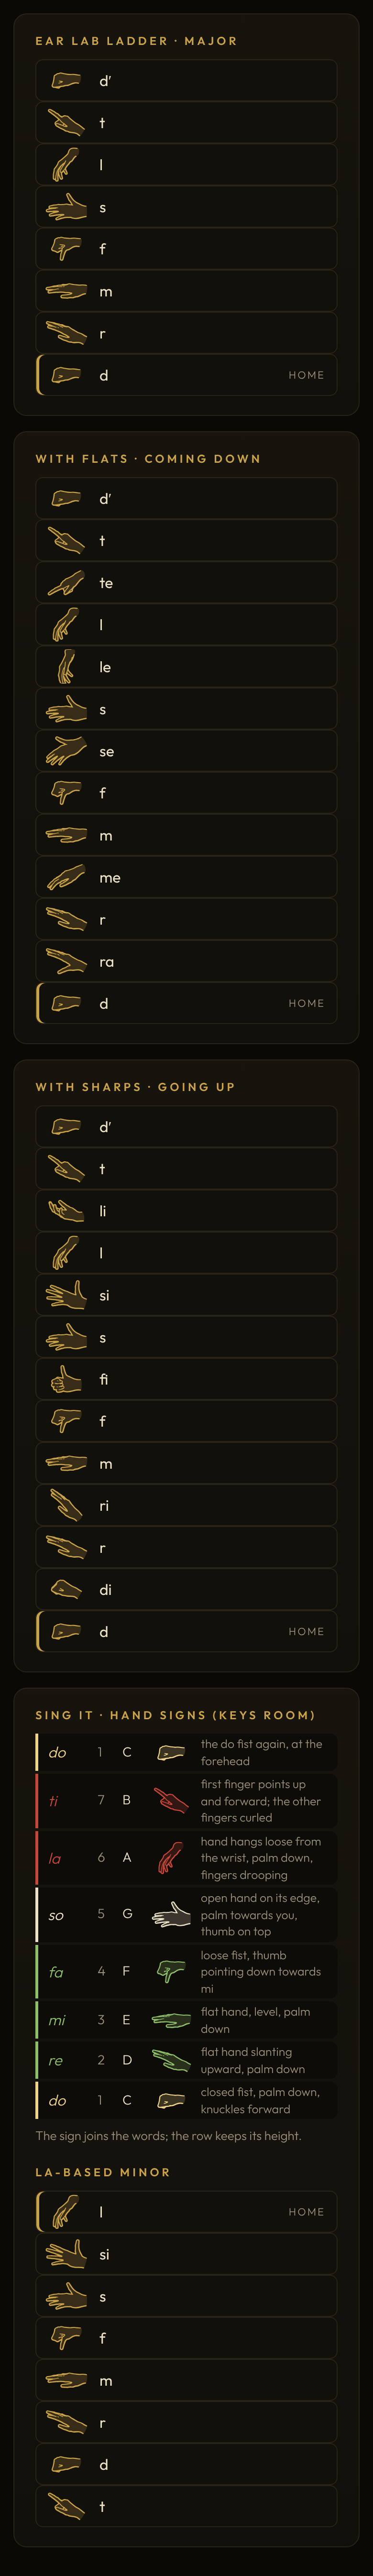 EAR LAB LADDER · MAJOR
d′
t
l
s
f
m
r
d HOME
WITH FLATS · COMING DOWN
d′
t
te
l
le
s
se
f
m
me
r
ra
d HOME
WITH SHARPS · GOING UP
d′
t
li
l
si
s
fi
f
m
ri
r
di
d HOME
SING IT · HAND SIGNS (KEYS ROOM)
do 1 C the do fist again, at the
forehead
ti 7 B first finger points up
and forward; the other
fingers curled
la 6 A hand hangs loose from
the wrist, palm down,
fingers drooping
so 5 G open hand on its edge,
palm towards you,
thumb on top
fa 4 F loose fist, thumb
pointing down towards
mi
mi 3 E flat hand, level, palm
down
re 2 D flat hand slanting
upward, palm down
do 1 C closed fist, palm down,
knuckles forward
The sign joins the words; the row keeps its height.
LA-BASED MINOR
l HOME
si
s
f
m
r
d
t